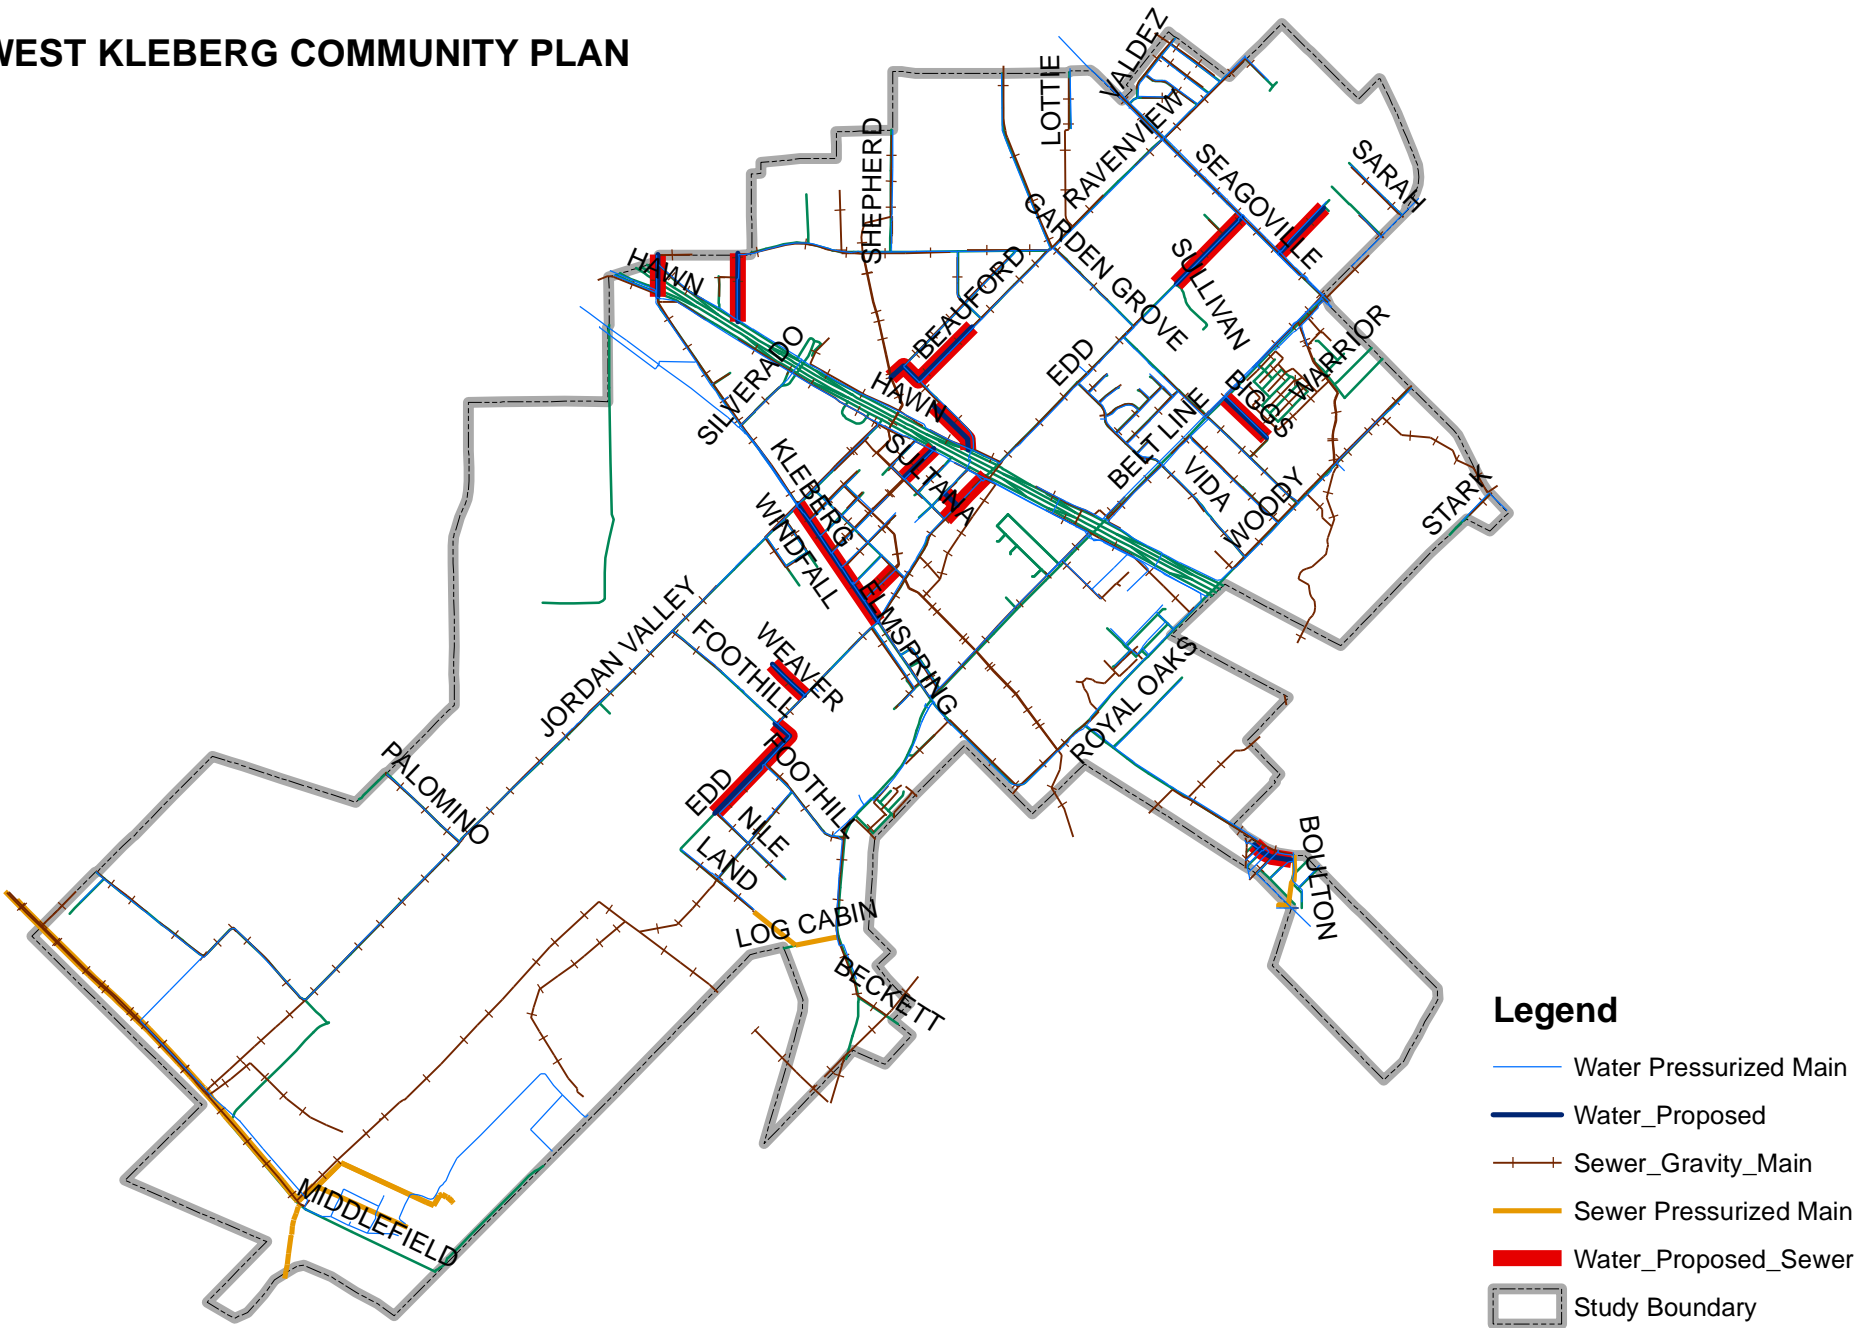 WEST KLEBERG COMMUNITY PLAN
VALDEZ
LOTTIE
RAVENVIEW
SHEPHERD
SEAGOVILLE
SARAH
GARDEN GROVE
SULLIVAN
HAWN
BEAUFORD
WARRIOR
EDD
SILVERADO
HAWN
BIGGS
BELT LINE
SULTANA
KLEBERG
VIDA
WOODY
STARK
WINDFALL
ELMSPRING
JORDAN VALLEY
FOOTHILL
WEAVER
ROYAL OAKS
PALOMINO
FOOTHILL
EDD
NILE
LAND
BOULTON
LOG CABIN
BECKETT
MIDDLEFIELD
Legend
Water Pressurized Main
Water_Proposed
Sewer_Gravity_Main
Sewer Pressurized Main
Water_Proposed_Sewer
Study Boundary